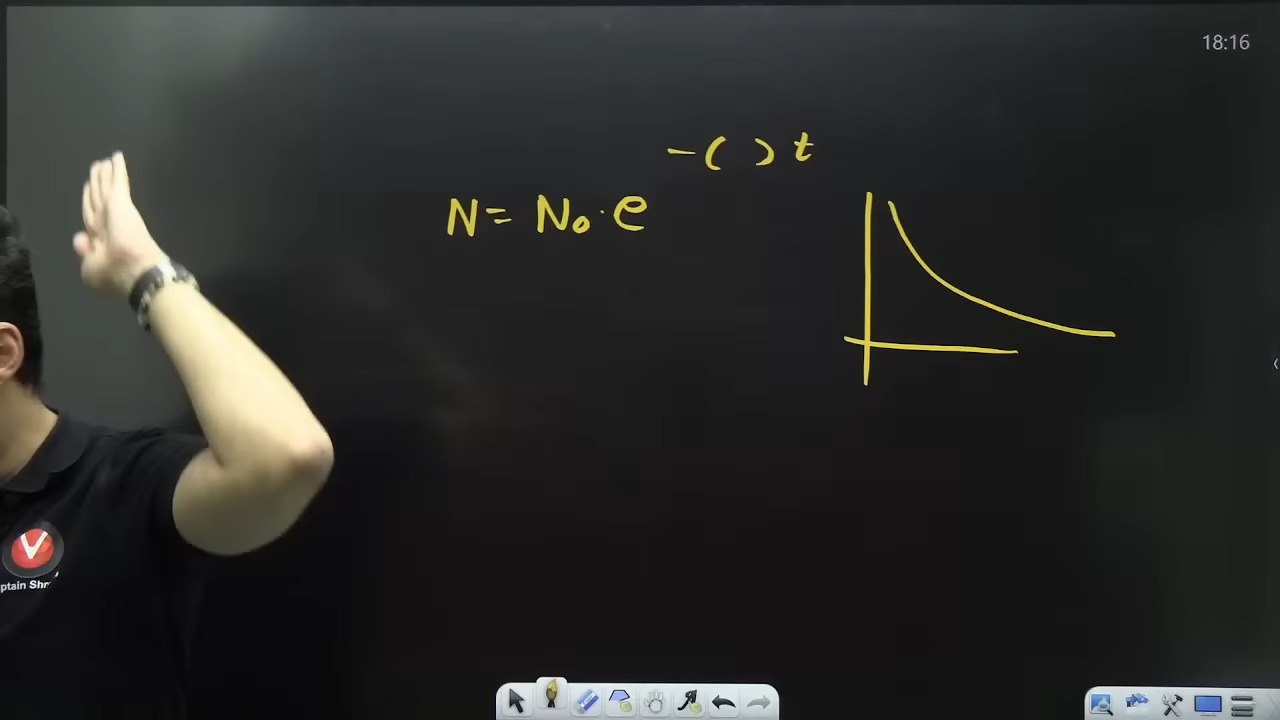 18:16
N = N₀ · e^{-( ) t}
V
ptain Shr